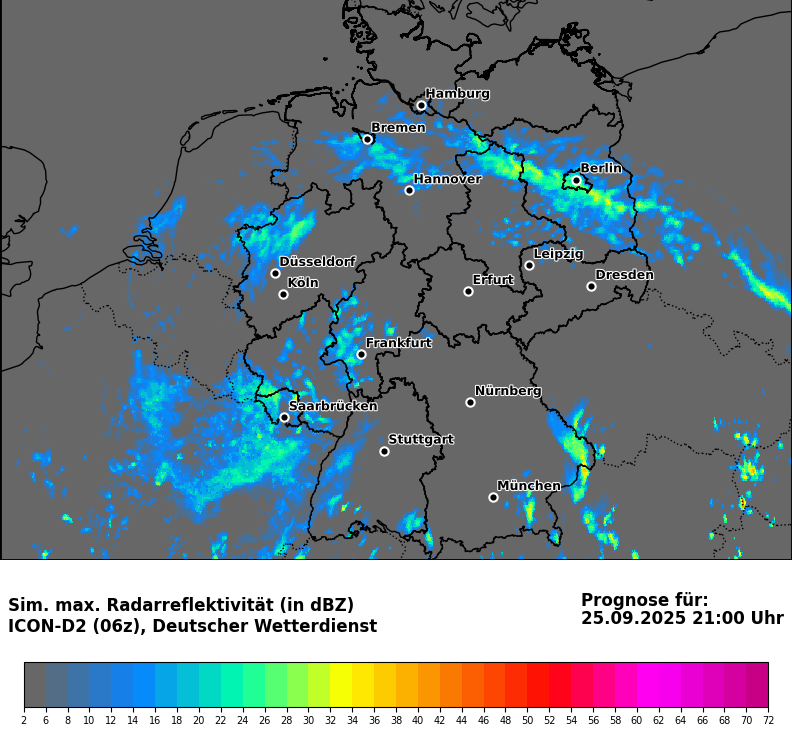 Hamburg
Bremen
Hannover
Berlin
Düsseldorf
Köln
Leipzig
Erfurt
Dresden
Frankfurt
Nürnberg
Saarbrücken
Stuttgart
München
Sim. max. Radarreflektivität (in dBZ)
ICON-D2 (06z), Deutscher Wetterdienst
Prognose für:
25.09.2025 21:00 Uhr
2 6 8 10 12 14 16 18 20 22 24 26 28 30 32 34 36 38 40 42 44 46 48 50 52 54 56 58 60 62 64 66 68 70 72